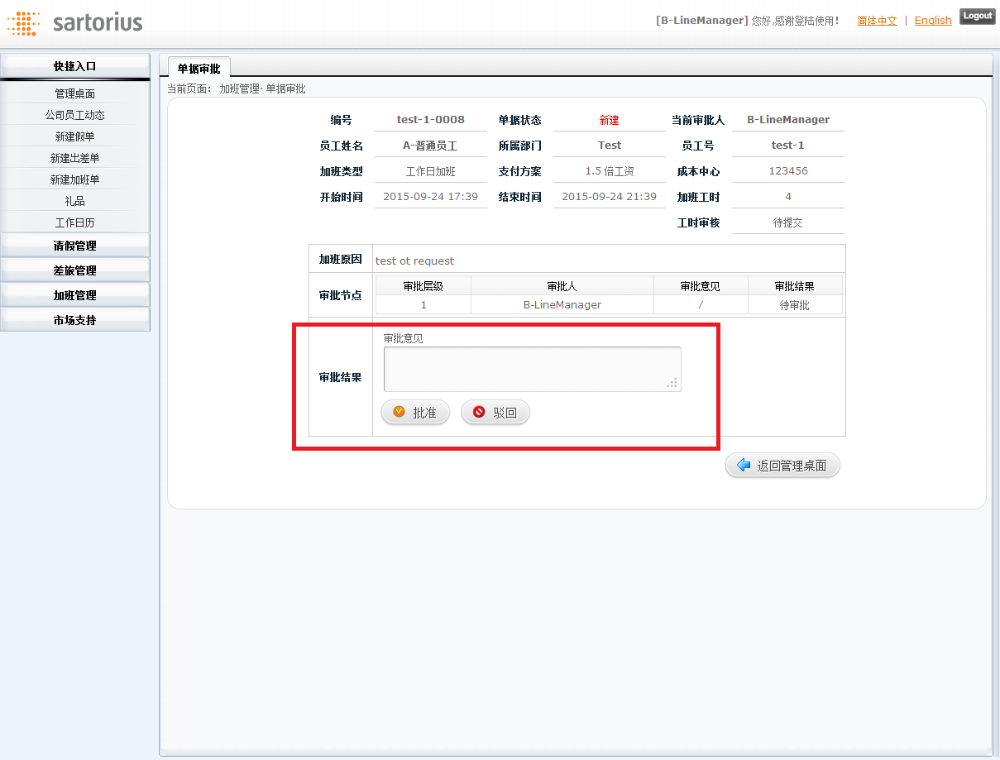 sartorius
[B-LineManager] 您好,感谢登陆使用! 简体中文 | English Logout
快捷入口
管理桌面
公司员工动态
新建假单
新建出差单
新建加班单
礼品
工作日历
请假管理
差旅管理
加班管理
市场支持
单据审批
当前页面: 加班管理· 单据审批
编号 test-1-0008 单据状态 新建 当前审批人 B-LineManager
员工姓名 A-普通员工 所属部门 Test 员工号 test-1
加班类型 工作日加班 支付方案 1.5 倍工资 成本中心 123456
开始时间 2015-09-24 17:39 结束时间 2015-09-24 21:39 加班工时 4
工时审核 待提交
加班原因 test ot request
审批节点 审批层级 审批人 审批意见 审批结果
1 B-LineManager / 待审批
审批意见
审批结果
批准 驳回
返回管理桌面